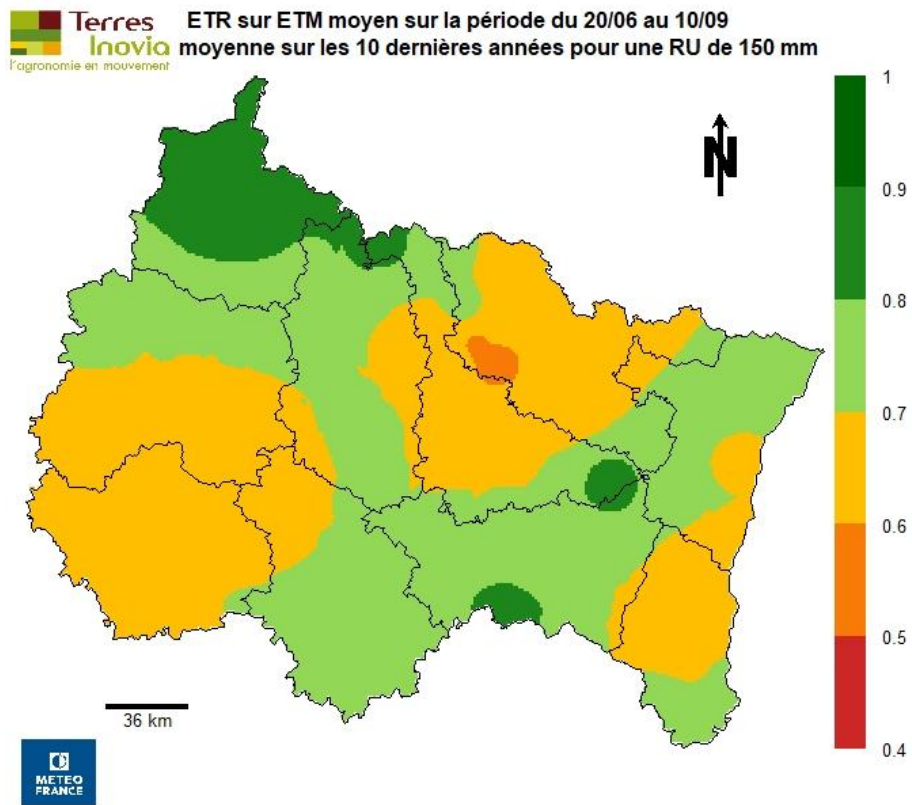 Terres
Inovia
l'agronomie en mouvement
ETR sur ETM moyen sur la période du 20/06 au 10/09
moyenne sur les 10 dernières années pour une RU de 150 mm
N
1
0.9
0.8
0.7
0.6
0.5
0.4
36 km
METEO
FRANCE